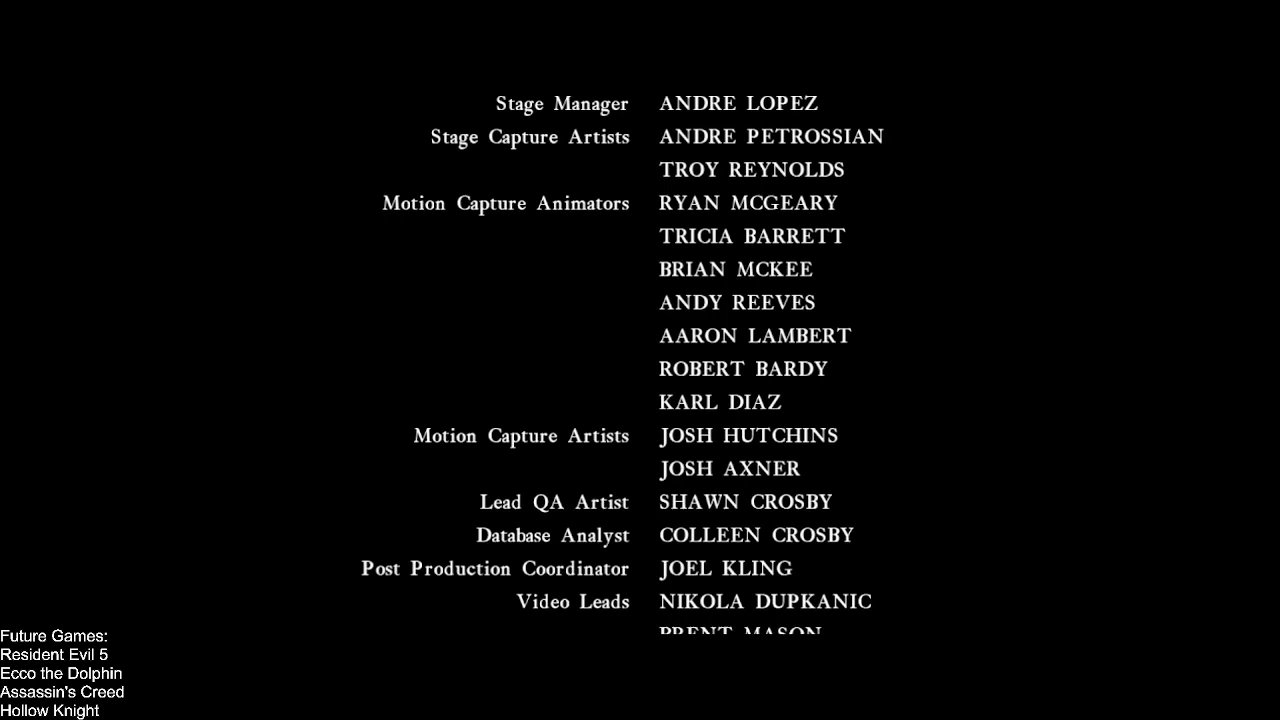 Stage Manager ANDRE LOPEZ
Stage Capture Artists ANDRE PETROSSIAN
TROY REYNOLDS
Motion Capture Animators RYAN MCGEARY
TRICIA BARRETT
BRIAN MCKEE
ANDY REEVES
AARON LAMBERT
ROBERT BARDY
KARL DIAZ
Motion Capture Artists JOSH HUTCHINS
JOSH AXNER
Lead QA Artist SHAWN CROSBY
Database Analyst COLLEEN CROSBY
Post Production Coordinator JOEL KLING
Video Leads NIKOLA DUPKANIC
BRENT MASON
Future Games:
Resident Evil 5
Ecco the Dolphin
Assassin's Creed
Hollow Knight